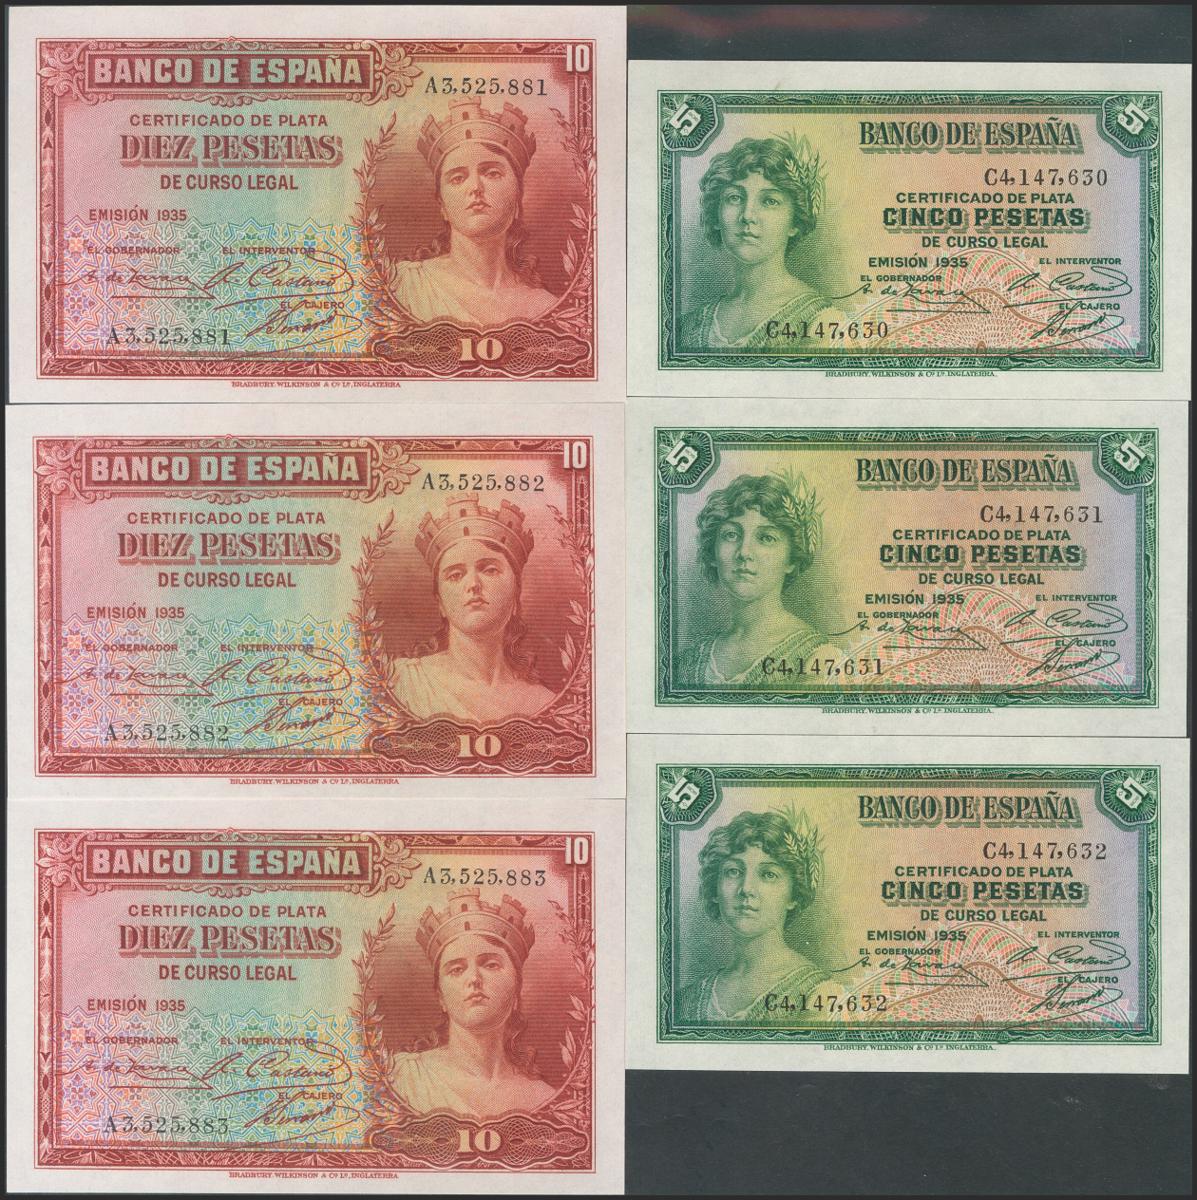 10
BANCO DE ESPAÑA
A3,525,881
CERTIFICADO DE PLATA
DIEZ PESETAS
DE CURSO LEGAL
EMISIÓN 1935
EL GOBERNADOR EL INTERVENTOR
EL CAJERO
A3,525,881
10
BRADBURY, WILKINSON & Cº Lº, INGLATERRA
10
BANCO DE ESPAÑA
A3,525,882
CERTIFICADO DE PLATA
DIEZ PESETAS
DE CURSO LEGAL
EMISIÓN 1935
EL GOBERNADOR EL INTERVENTOR
EL CAJERO
A3,525,882
10
BRADBURY, WILKINSON & Cº Lº, INGLATERRA
10
BANCO DE ESPAÑA
A3,525,883
CERTIFICADO DE PLATA
DIEZ PESETAS
DE CURSO LEGAL
EMISIÓN 1935
EL GOBERNADOR EL INTERVENTOR
EL CAJERO
A3,525,883
10
BRADBURY, WILKINSON & Cº Lº, INGLATERRA
5 5
BANCO DE ESPAÑA
C4,147,630
CERTIFICADO DE PLATA
CINCO PESETAS
DE CURSO LEGAL
EMISIÓN 1935 EL INTERVENTOR
EL GOBERNADOR
EL CAJERO
C4,147,630
BRADBURY, WILKINSON & Cº Lº, INGLATERRA
5 5
BANCO DE ESPAÑA
C4,147,631
CERTIFICADO DE PLATA
CINCO PESETAS
DE CURSO LEGAL
EMISIÓN 1935 EL INTERVENTOR
EL GOBERNADOR
EL CAJERO
C4,147,631
BRADBURY, WILKINSON & Cº Lº, INGLATERRA
5 5
BANCO DE ESPAÑA
C4,147,632
CERTIFICADO DE PLATA
CINCO PESETAS
DE CURSO LEGAL
EMISIÓN 1935 EL INTERVENTOR
EL GOBERNADOR
EL CAJERO
C4,147,632
BRADBURY, WILKINSON & Cº Lº, INGLATERRA